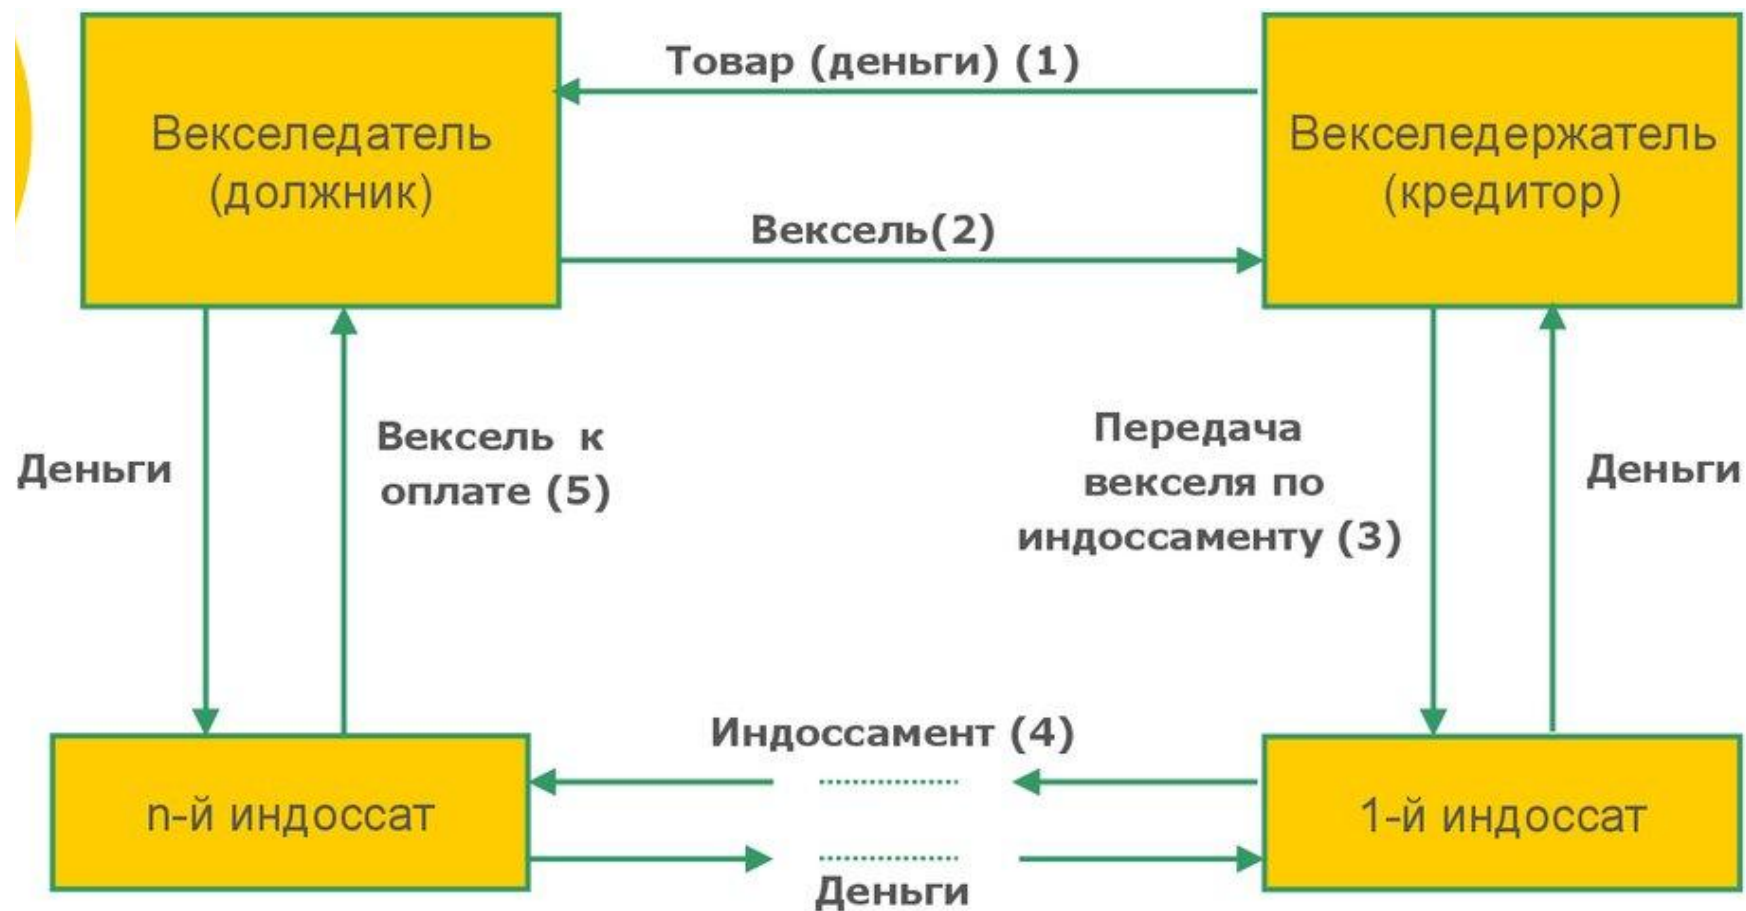 Товар (деньги) (1)
Векселедатель
(должник)
Векселедержатель
(кредитор)
Вексель(2)
Деньги
Вексель к
оплате (5)
Передача
векселя по
индоссаменту (3)
Деньги
Индоссамент (4)
n-й индоссат
1-й индоссат
Деньги